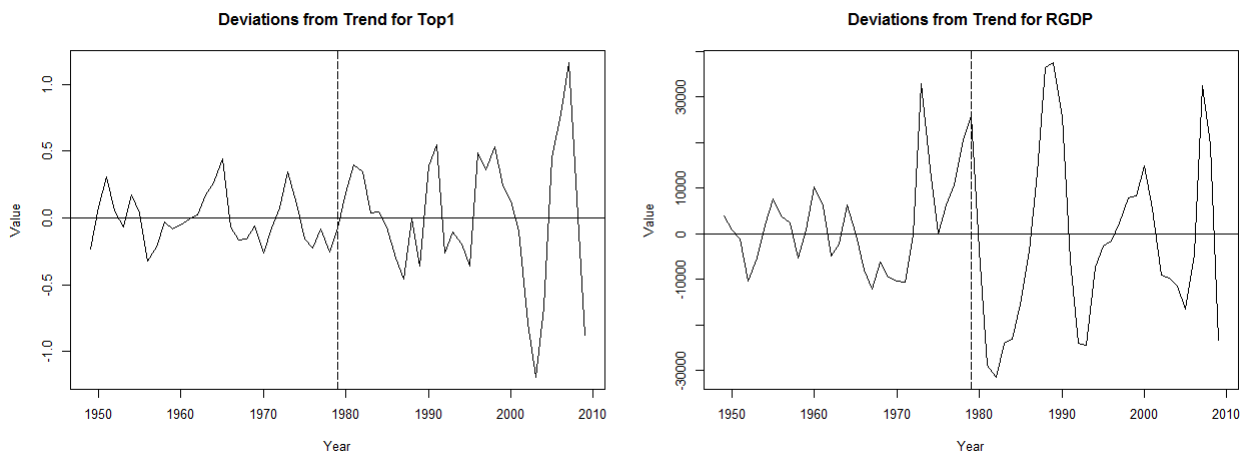 Deviations from Trend for Top1
Value
1.0
0.5
0.0
-0.5
-1.0
1950 1960 1970 1980 1990 2000 2010
Year
Deviations from Trend for RGDP
Value
30000
10000
0
-10000
-30000
1950 1960 1970 1980 1990 2000 2010
Year